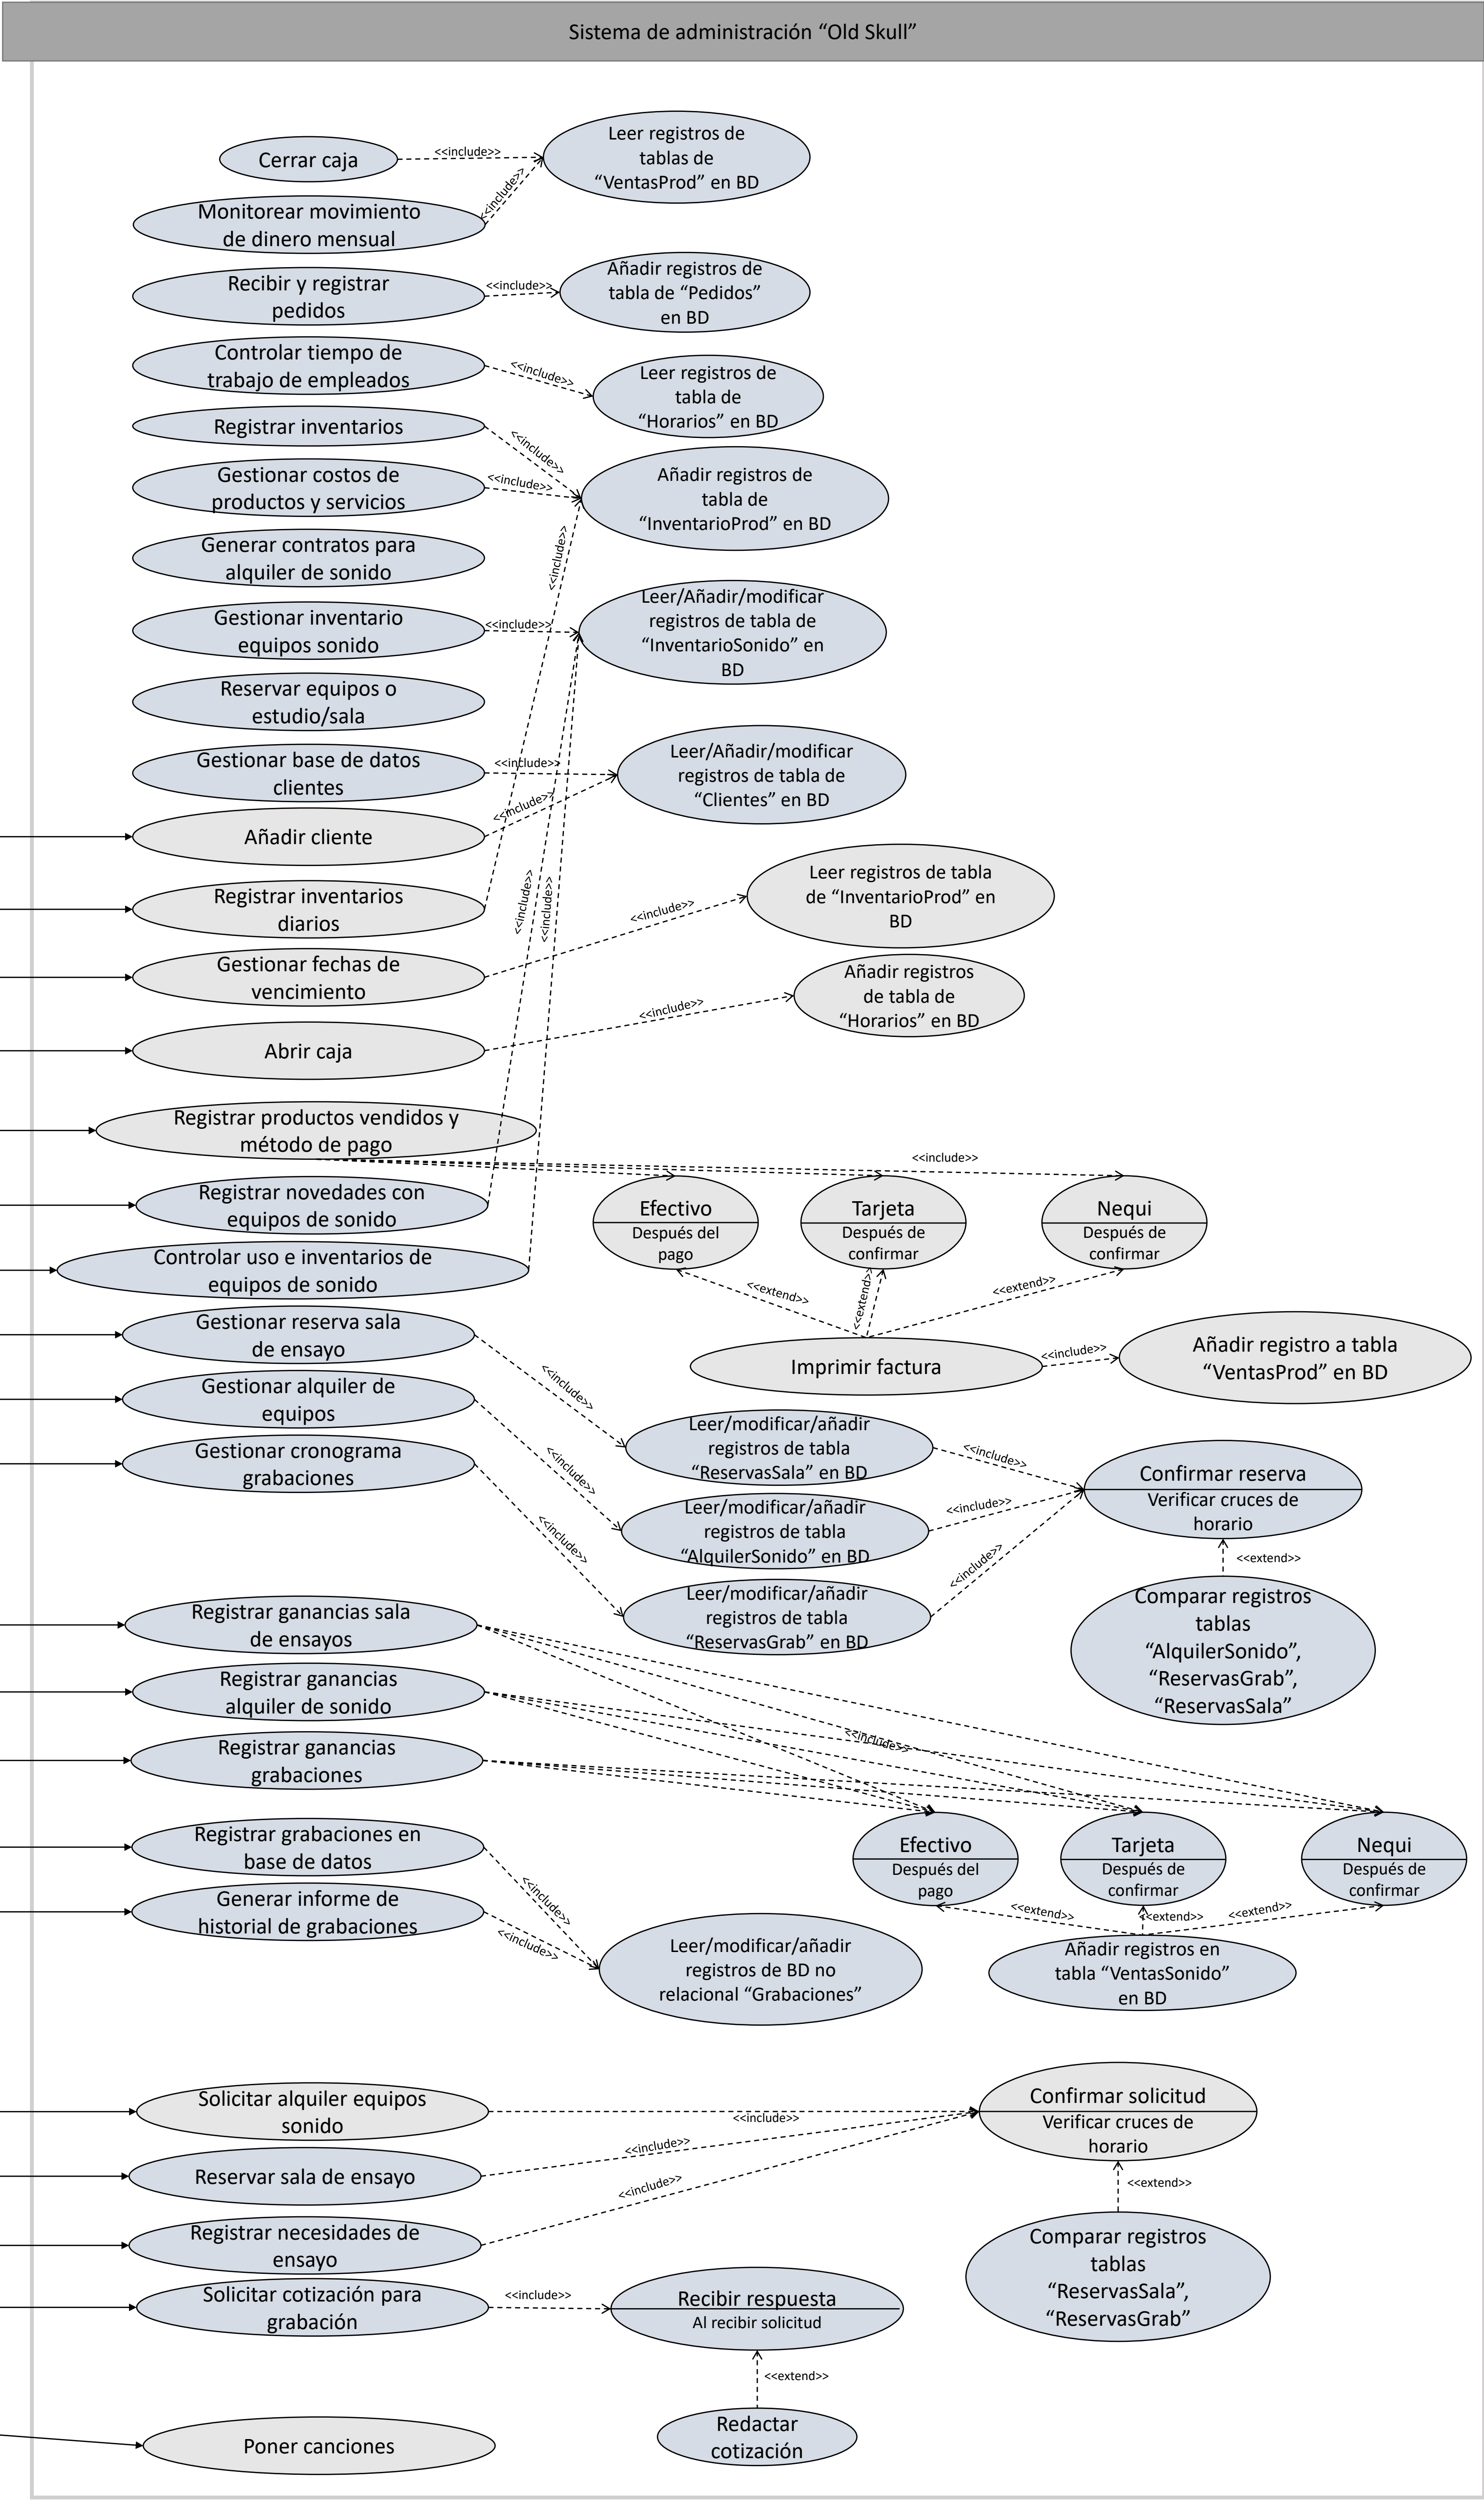 Sistema de administración “Old Skull”
Cerrar caja
<<include>>
Leer registros de
tablas de
“VentasProd” en BD
Monitorear movimiento
de dinero mensual
<<include>>
Recibir y registrar
pedidos
<<include>>
Añadir registros de
tabla de “Pedidos”
en BD
Controlar tiempo de
trabajo de empleados
<<include>>
Leer registros de
tabla de
“Horarios” en BD
Registrar inventarios
<<include>>
Gestionar costos de
productos y servicios
<<include>>
Añadir registros de
tabla de
“InventarioProd” en BD
Generar contratos para
alquiler de sonido
<<include>>
Gestionar inventario
equipos sonido
<<include>>
Leer/Añadir/modificar
registros de tabla de
“InventarioSonido” en
BD
Reservar equipos o
estudio/sala
Gestionar base de datos
clientes
<<include>>
Leer/Añadir/modificar
registros de tabla de
“Clientes” en BD
Añadir cliente
<<include>>
Registrar inventarios
diarios
<<include>>
<<include>>
Leer registros de tabla
de “InventarioProd” en
BD
Gestionar fechas de
vencimiento
<<include>>
Añadir registros
de tabla de
“Horarios” en BD
Abrir caja
<<include>>
Registrar productos vendidos y
método de pago
<<include>>
Registrar novedades con
equipos de sonido
Efectivo
Después del
pago
Tarjeta
Después de
confirmar
Nequi
Después de
confirmar
Controlar uso e inventarios de
equipos de sonido
<<extend>>
<<extend>>
<<extend>>
Gestionar reserva sala
de ensayo
<<include>>
Imprimir factura
<<include>>
Añadir registro a tabla
“VentasProd” en BD
Gestionar alquiler de
equipos
<<include>>
Leer/modificar/añadir
registros de tabla
“ReservasSala” en BD
<<include>>
Gestionar cronograma
grabaciones
<<include>>
Leer/modificar/añadir
registros de tabla
“AlquilerSonido” en BD
<<include>>
Confirmar reserva
Verificar cruces de
horario
<<extend>>
Leer/modificar/añadir
registros de tabla
“ReservasGrab” en BD
<<include>>
Comparar registros
tablas
“AlquilerSonido”,
“ReservasGrab”,
“ReservasSala”
Registrar ganancias sala
de ensayos
Registrar ganancias
alquiler de sonido
<<include>>
Registrar ganancias
grabaciones
Efectivo
Después del
pago
Tarjeta
Después de
confirmar
Nequi
Después de
confirmar
Registrar grabaciones en
base de datos
<<include>>
Generar informe de
historial de grabaciones
<<include>>
<<extend>>
<<extend>>
<<extend>>
Leer/modificar/añadir
registros de BD no
relacional “Grabaciones”
Añadir registros en
tabla “VentasSonido”
en BD
Solicitar alquiler equipos
sonido
<<include>>
Confirmar solicitud
Verificar cruces de
horario
Reservar sala de ensayo
<<include>>
<<extend>>
Registrar necesidades de
ensayo
<<include>>
Comparar registros
tablas
“ReservasSala”,
“ReservasGrab”
Solicitar cotización para
grabación
<<include>>
Recibir respuesta
Al recibir solicitud
<<extend>>
Redactar
cotización
Poner canciones